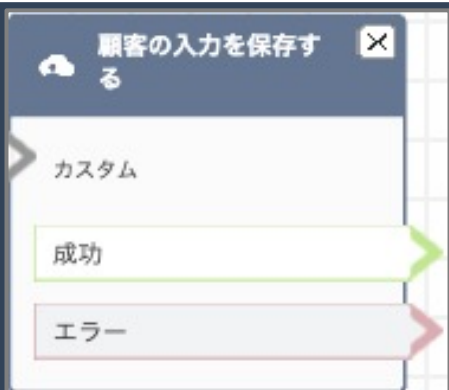 顧客の入力を保存す
る
カスタム
成功
エラー